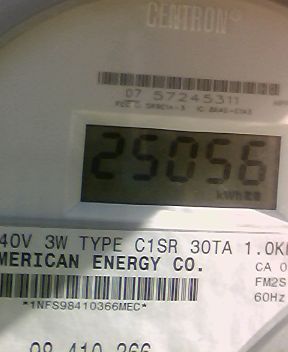 CENTRON®
07 57245311
25056
kWh
40V 3W TYPE C1SR 30TA 1.0K
MERICAN ENERGY CO.
CA 0
FM2S
60Hz
*1NFS98410366MEC*
98 410 366